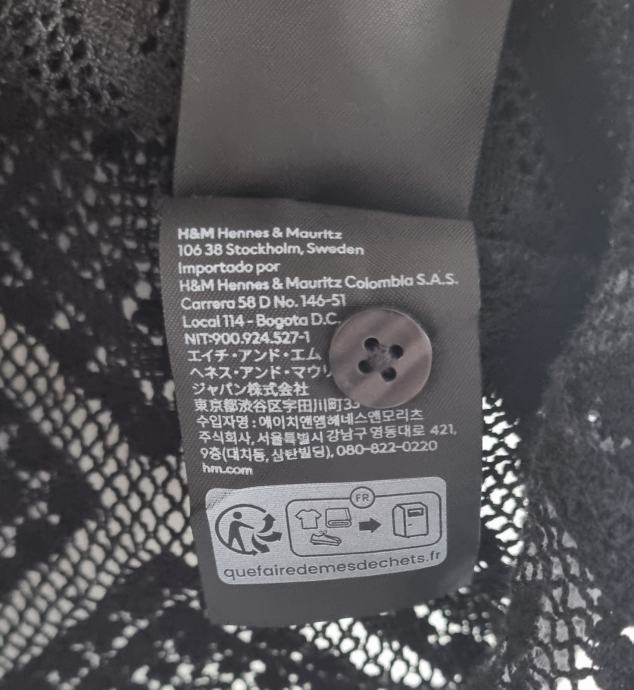 H&M Hennes & Mauritz
106 38 Stockholm, Sweden
Importado por
H&M Hennes & Mauritz Colombia S.A.S.
Carrera 58 D No. 146-51
Local 114 - Bogota D.C.
NIT:900.924.527-1
エイチ・アンド・エム
ヘネス・アンド・マウリ
ジャパン株式会社
東京都渋谷区宇田川町33
수입자명 : 에이치앤엠헤네스앤모리츠
주식회사, 서울특별시 강남구 영동대로 421,
9층(대치동, 삼탄빌딩), 080-822-0220
hm.com
FR
quefairedemesdechets.fr